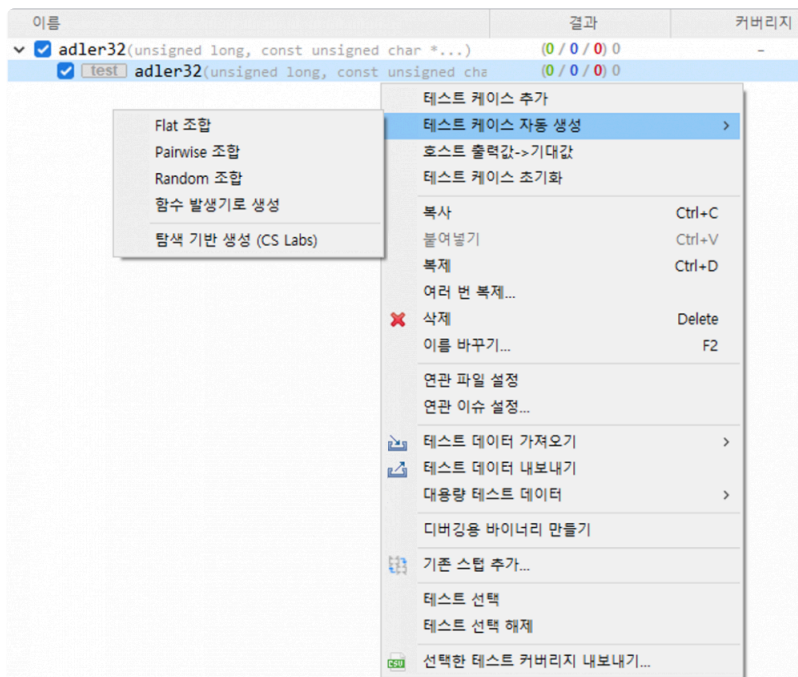 이름 결과 커버리지
adler32(unsigned long, const unsigned char *...) (0 / 0 / 0) 0 -
test adler32(unsigned long, const unsigned cha (0 / 0 / 0) 0
테스트 케이스 추가
테스트 케이스 자동 생성 >
Flat 조합
Pairwise 조합
Random 조합
함수 발생기로 생성
탐색 기반 생성 (CS Labs)
호스트 출력값->기대값
테스트 케이스 초기화
복사 Ctrl+C
붙여넣기 Ctrl+V
복제 Ctrl+D
여러 번 복제...
삭제 Delete
이름 바꾸기... F2
연관 파일 설정
연관 이슈 설정...
테스트 데이터 가져오기 >
테스트 데이터 내보내기
대용량 테스트 데이터 >
디버깅용 바이너리 만들기
기존 스텁 추가...
테스트 선택
테스트 선택 해제
CSV 선택한 테스트 커버리지 내보내기...